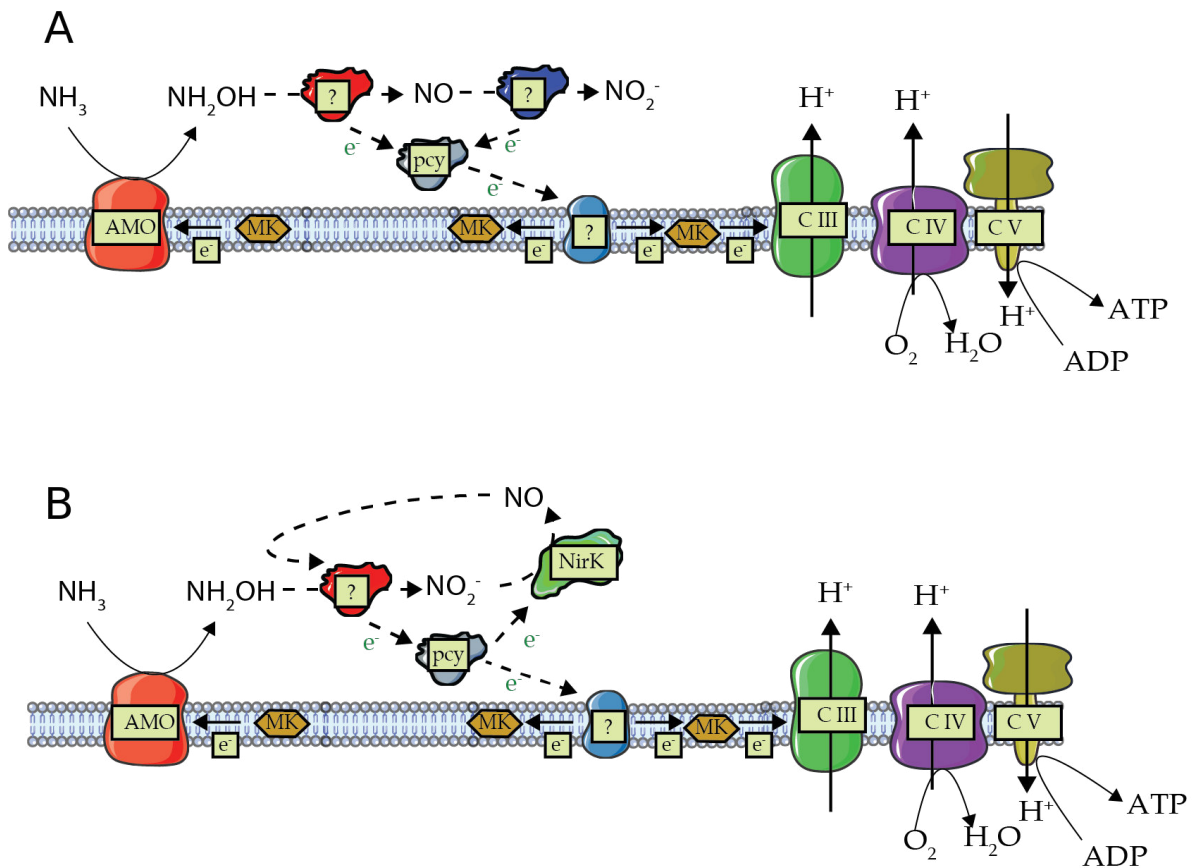 A
NH₃ NH₂OH ? NO ? NO₂⁻
H⁺ H⁺
e⁻ pcy e⁻
e⁻
AMO MK MK ? MK C III C IV C V
e⁻ e⁻ e⁻ e⁻
H⁺ ATP
O₂ H₂O ADP
B
NO
NirK
NH₃ NH₂OH ? NO₂⁻
H⁺ H⁺
e⁻ pcy e⁻
e⁻
AMO MK MK ? MK C III C IV C V
e⁻ e⁻ e⁻ e⁻
H⁺ ATP
O₂ H₂O ADP